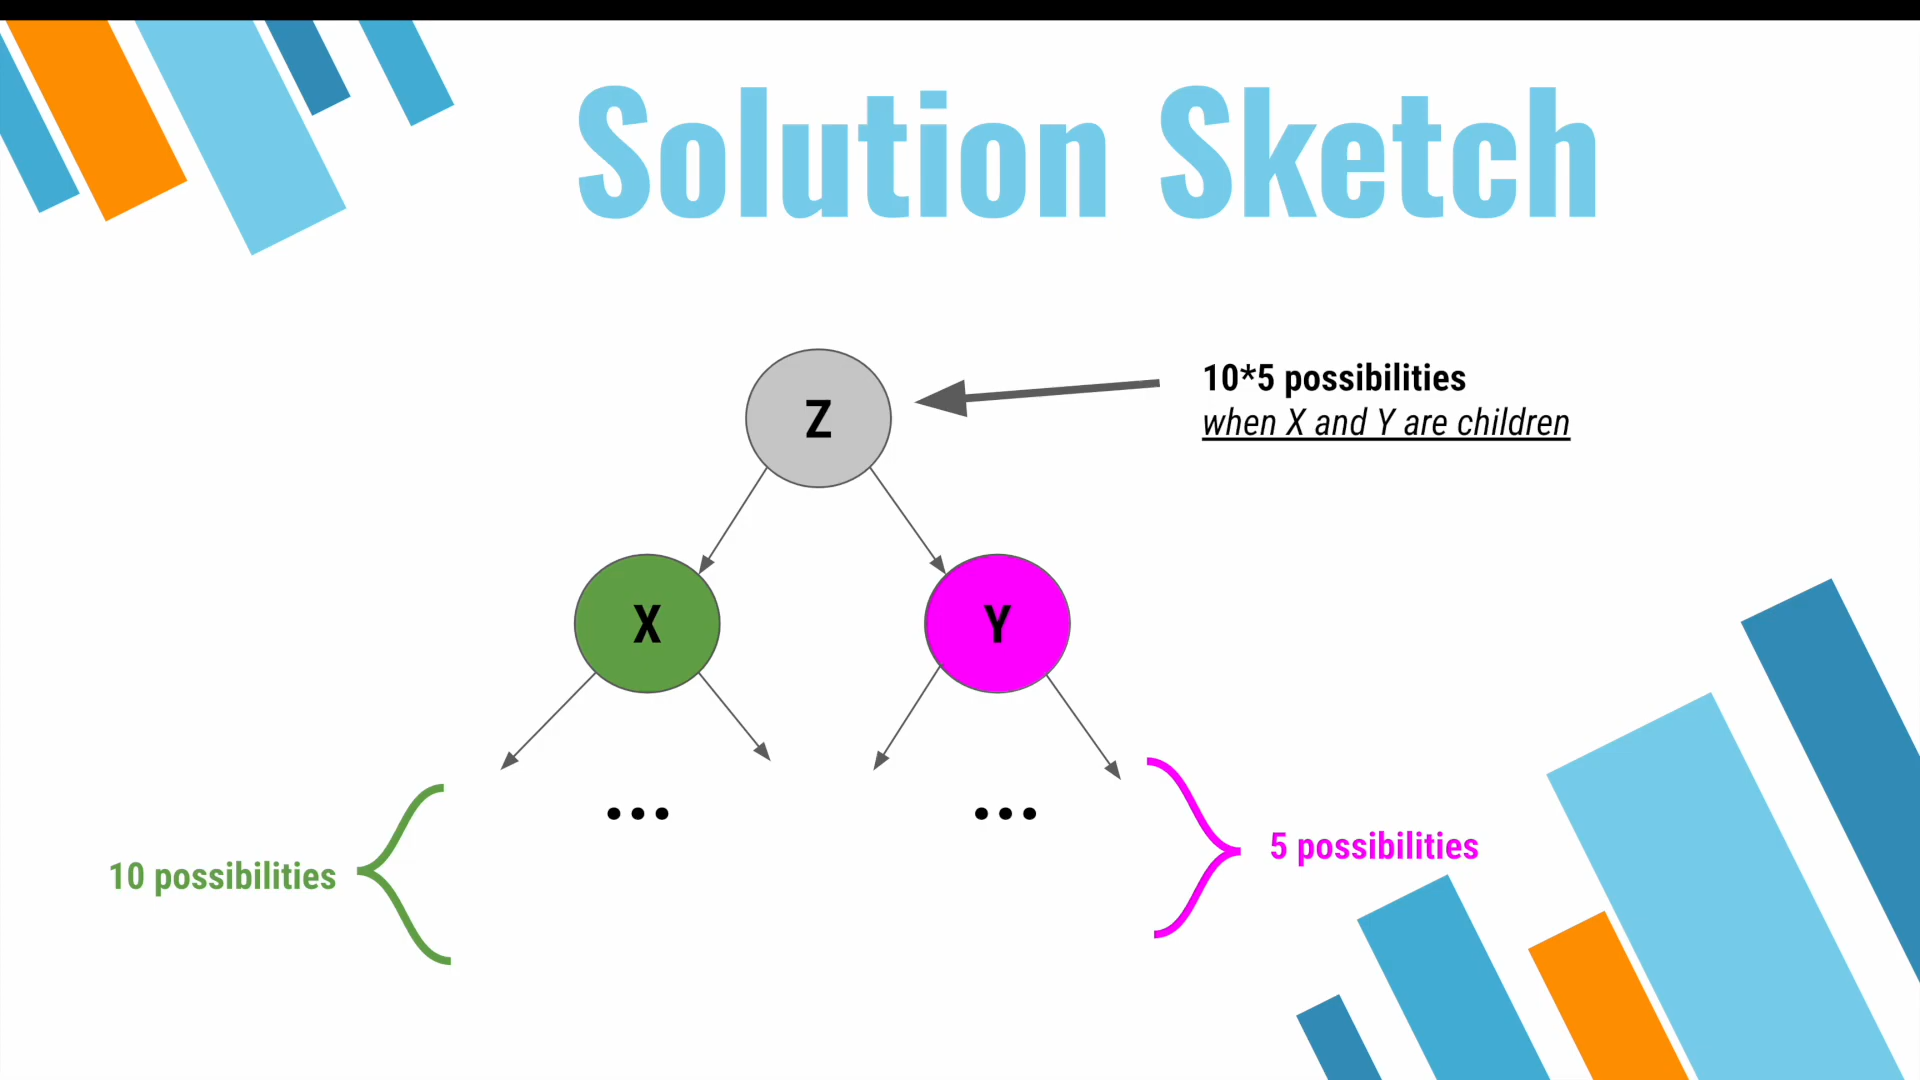 Solution Sketch
Z
10*5 possibilities
when X and Y are children
X
Y
...
...
10 possibilities
5 possibilities